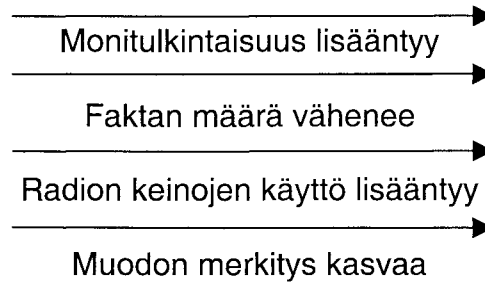 Monitulkintaisuus lisääntyy
Faktan määrä vähenee
Radion keinojen käyttö lisääntyy
Muodon merkitys kasvaa